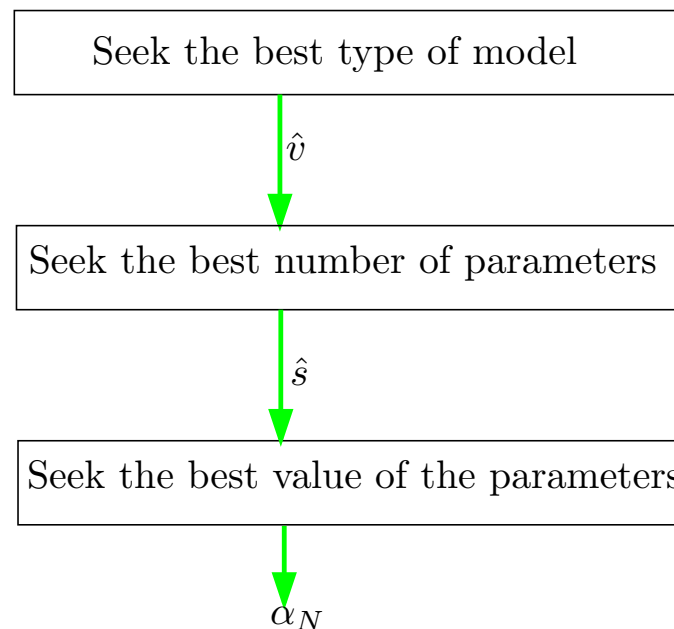 Seek the best type of model
v̂
Seek the best number of parameters
ŝ
Seek the best value of the parameters
α_N